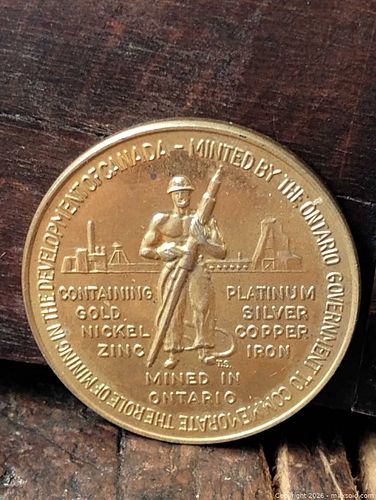 MINTED BY THE ONTARIO GOVERNMENT TO COMMEMORATE THE ROLE OF MINING IN THE DEVELOPMENT OF CANADA –
CONTAINING PLATINUM
GOLD SILVER
NICKEL COPPER
ZINC IRON
T.S.
MINED IN
ONTARIO
Copyright 2026 - maxsold.com